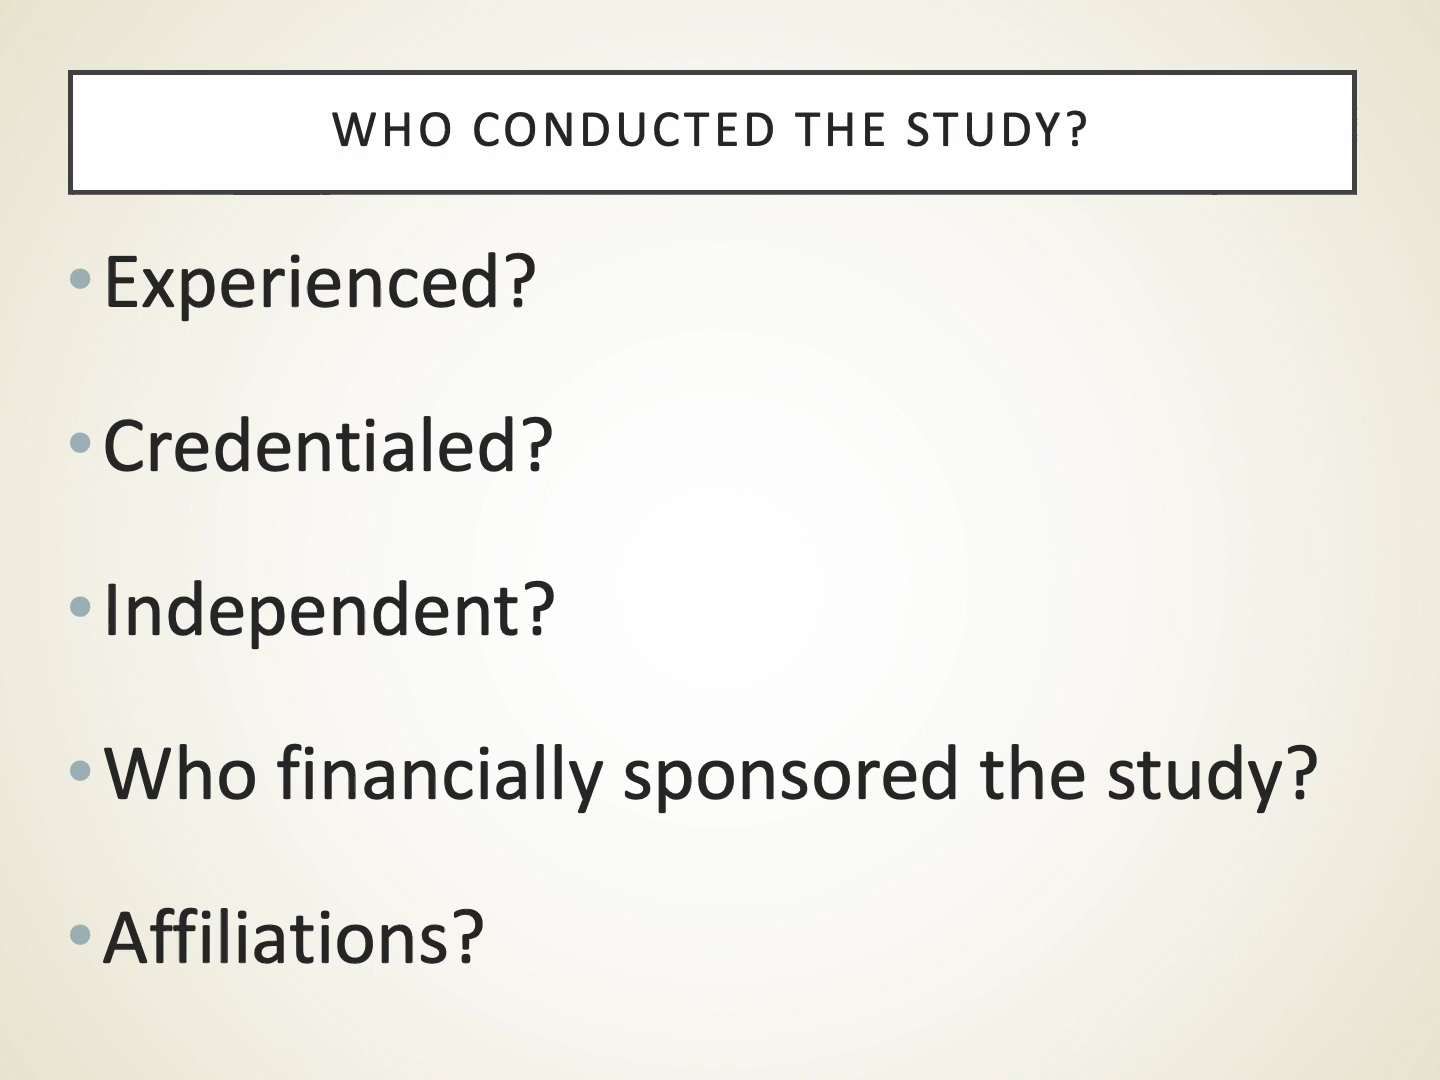 WHO CONDUCTED THE STUDY?
• Experienced?
• Credentialed?
• Independent?
• Who financially sponsored the study?
• Affiliations?